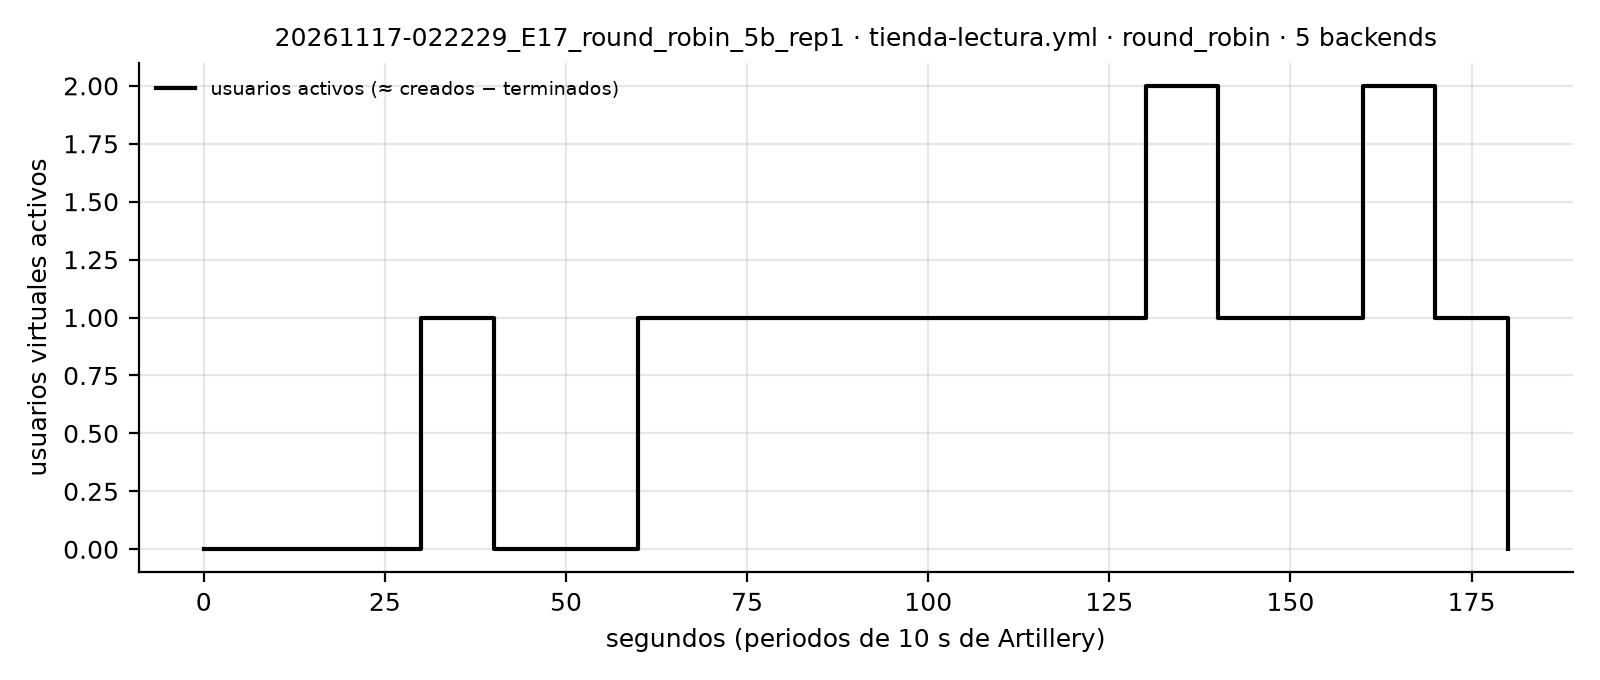 20261117-022229_E17_round_robin_5b_rep1 · tienda-lectura.yml · round_robin · 5 backends
usuarios activos (≈ creados − terminados)
usuarios virtuales activos
2.00
1.75
1.50
1.25
1.00
0.75
0.50
0.25
0.00
0 25 50 75 100 125 150 175
segundos (periodos de 10 s de Artillery)